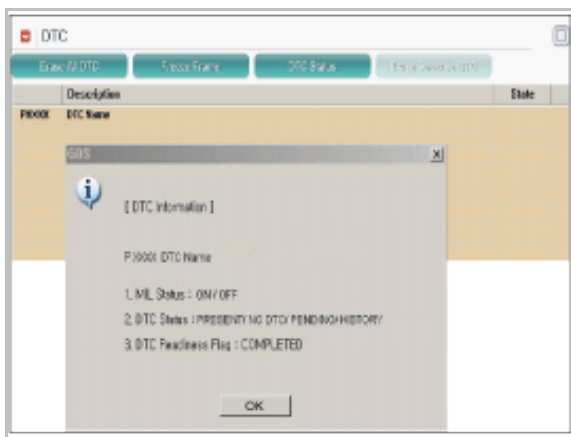 DTC
Erase All DTC Freeze Frame DTC Status
Description State
PXXXX DTC Name
GDS
[ DTC Information ]
PXXXX DTC Name
1. MIL Status : ON / OFF
2. DTC Status : PRESENT/ NO DTC/ PENDING/HISTORY
3. DTC Readiness Flag : COMPLETED
OK